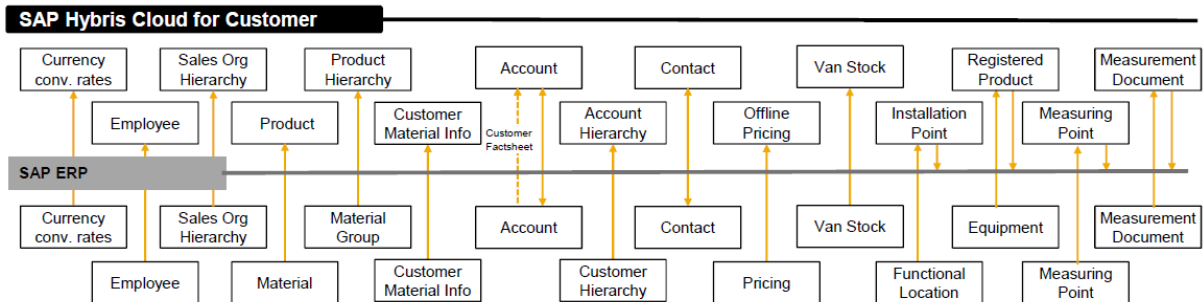 SAP Hybris Cloud for Customer
Currency
conv. rates
Sales Org
Hierarchy
Product
Hierarchy
Account
Contact
Van Stock
Registered
Product
Measurement
Document
Employee
Product
Customer
Material Info
Customer
Factsheet
Account
Hierarchy
Offline
Pricing
Installation
Point
Measuring
Point
SAP ERP
Currency
conv. rates
Sales Org
Hierarchy
Material
Group
Account
Contact
Van Stock
Equipment
Measurement
Document
Employee
Material
Customer
Material Info
Customer
Hierarchy
Pricing
Functional
Location
Measuring
Point